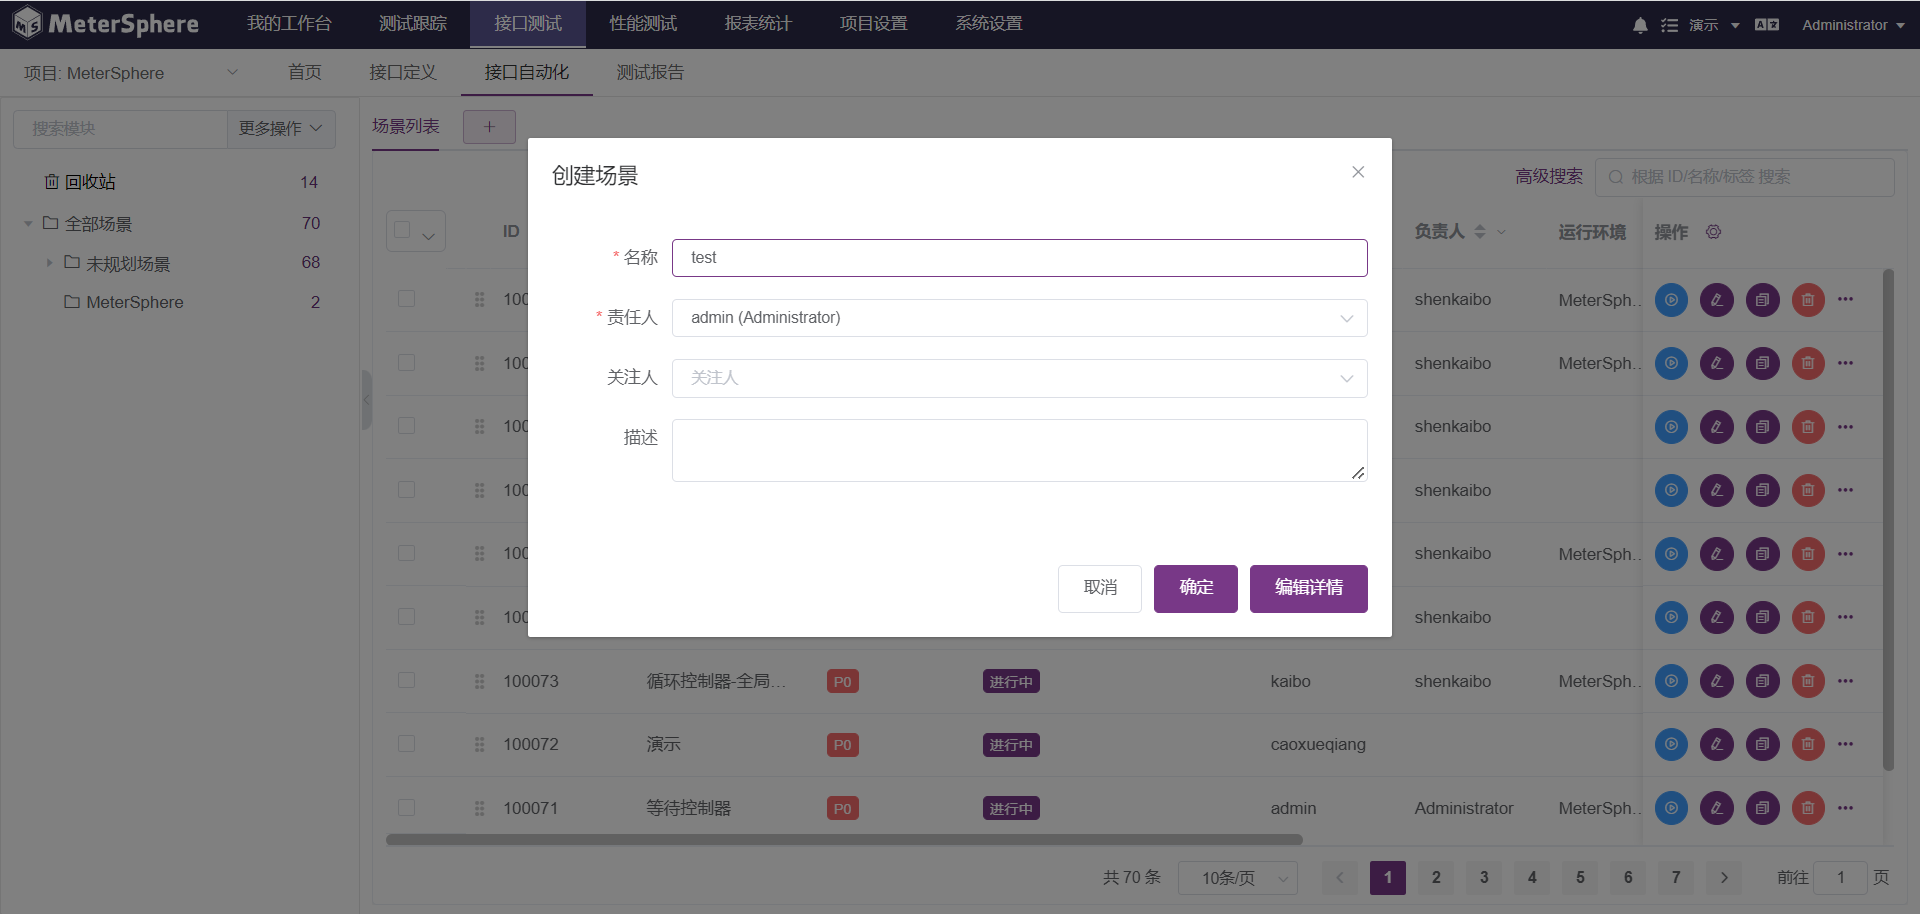 MeterSphere 我的工作台 测试跟踪 接口测试 性能测试 报表统计 项目设置 系统设置 演示 Administrator
项目: MeterSphere 首页 接口定义 接口自动化 测试报告
搜索模块 更多操作 场景列表 +
回收站 14
全部场景 70
未规划场景 68
MeterSphere 2
高级搜索 根据 ID/名称/标签 搜索
ID 负责人 运行环境 操作
100 shenkaibo MeterSph...
100 shenkaibo MeterSph...
100 shenkaibo
100 shenkaibo
100 shenkaibo MeterSph...
100 shenkaibo
100073 循环控制器-全局... P0 进行中 kaibo shenkaibo MeterSph...
100072 演示 P0 进行中 caoxueqiang
100071 等待控制器 P0 进行中 admin Administrator MeterSph...
共 70 条 10条/页 1 2 3 4 5 6 7 前往 1 页
创建场景
* 名称 test
* 责任人 admin (Administrator)
关注人 关注人
描述
取消 确定 编辑详情